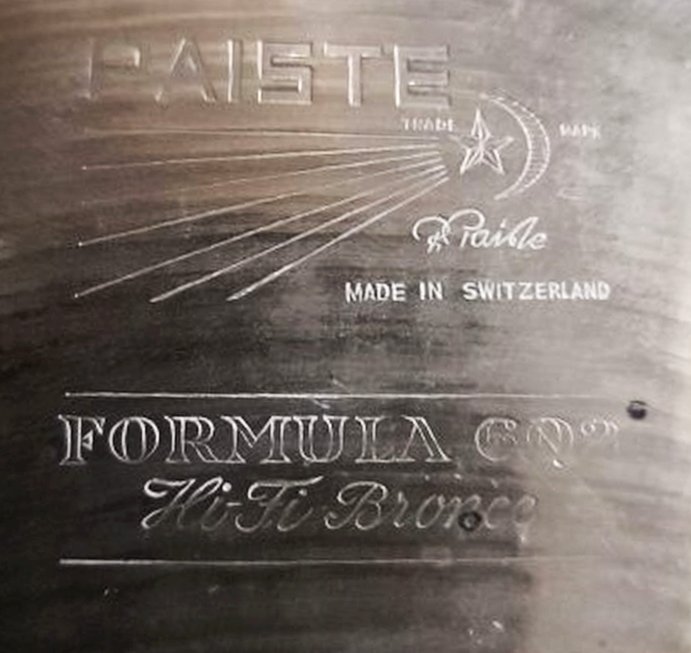 PAISTE
TRADE MARK
Paiste
MADE IN SWITZERLAND
FORMULA 602
Hi-Fi Bronce